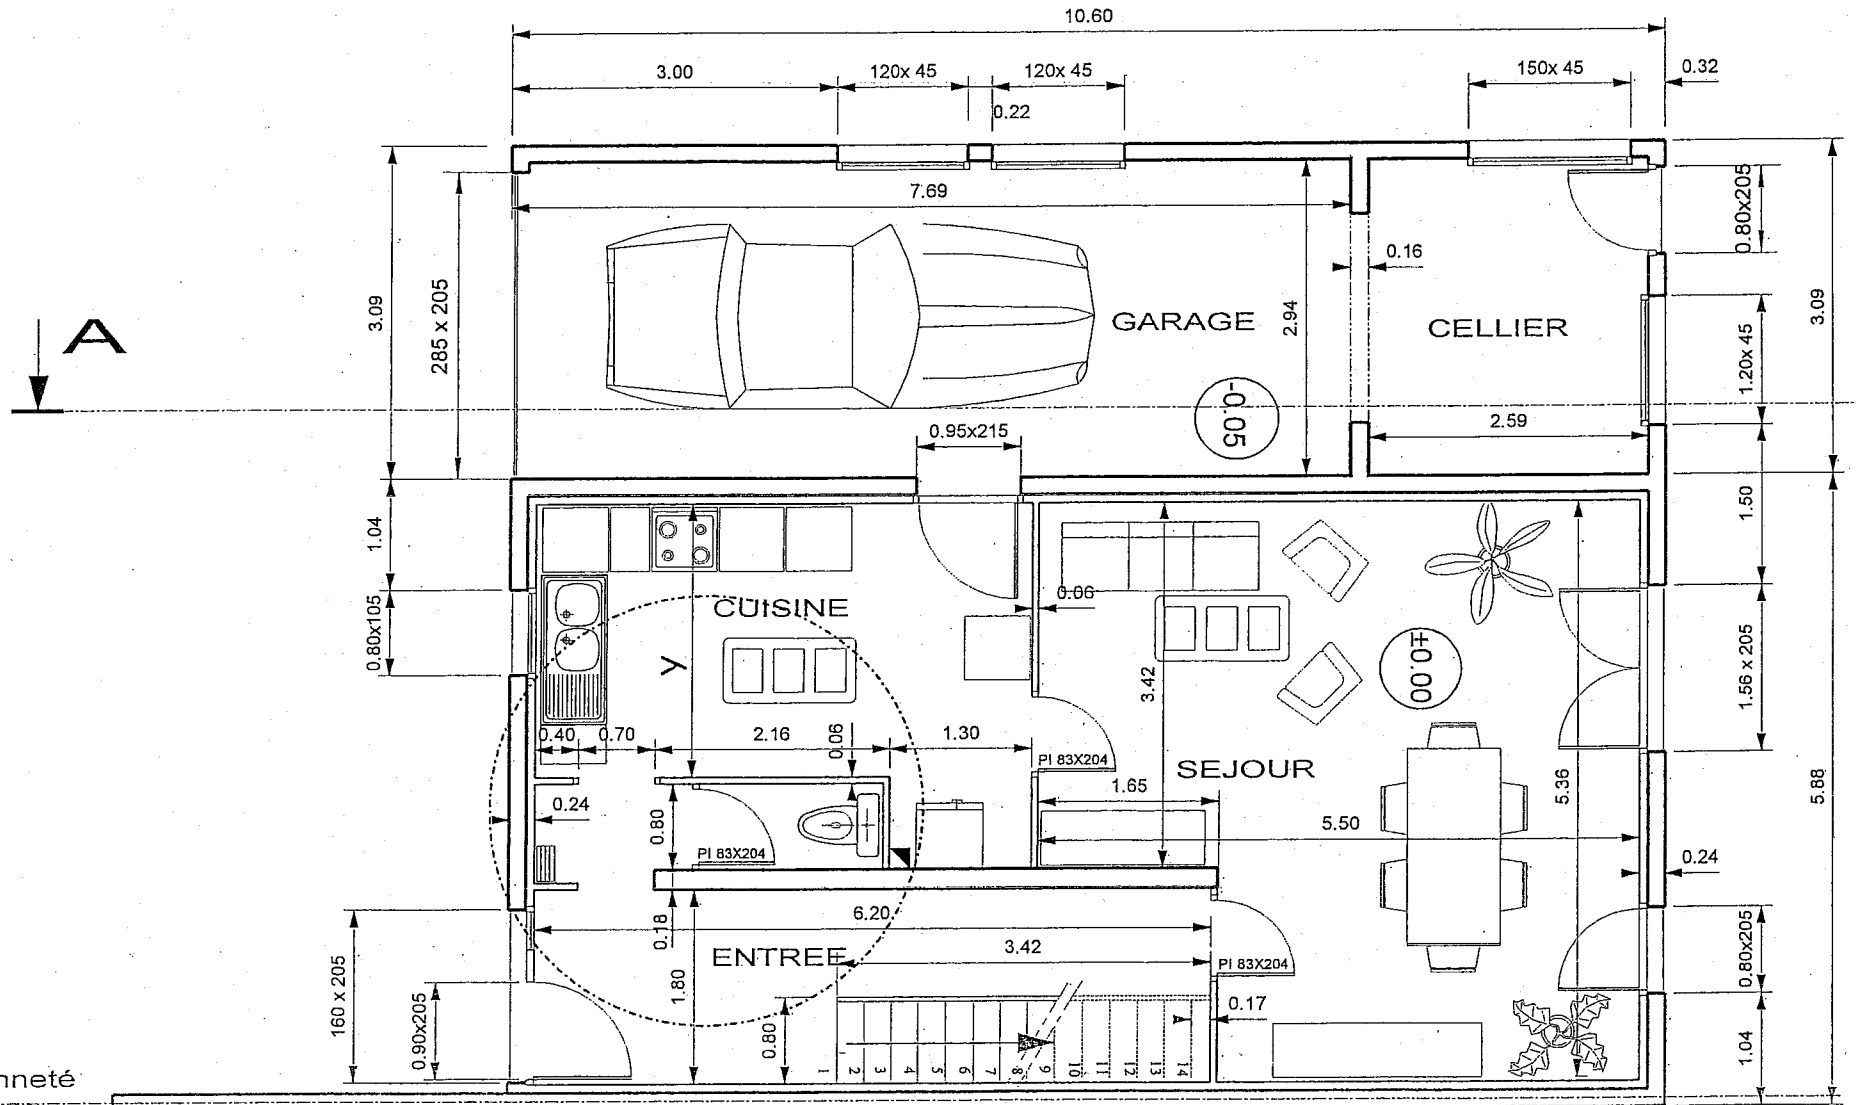 10.60
3.00
120x 45
120x 45
150x 45
0.32
0.22
7.69
3.09
285 x 205
0.80x205
0.16
A
GARAGE
2.94
CELLIER
3.09
1.20x 45
-0.05
0.95x215
2.59
1.04
1.50
CUISINE
0.06
0.80x105
y
3.42
±0.00
1.56 x 205
0.40
0.70
2.16
0.06
1.30
PI 83X204
SEJOUR
5.36
5.88
0.24
0.80
1.65
5.50
PI 83X204
0.24
6.20
0.18
ENTREE
3.42
PI 83X204
0.80x205
160 x 205
0.90x205
1.80
0.80
0.17
1.04
1 2 3 4 5 6 7 8 9 10 11 12 13 14
nneté